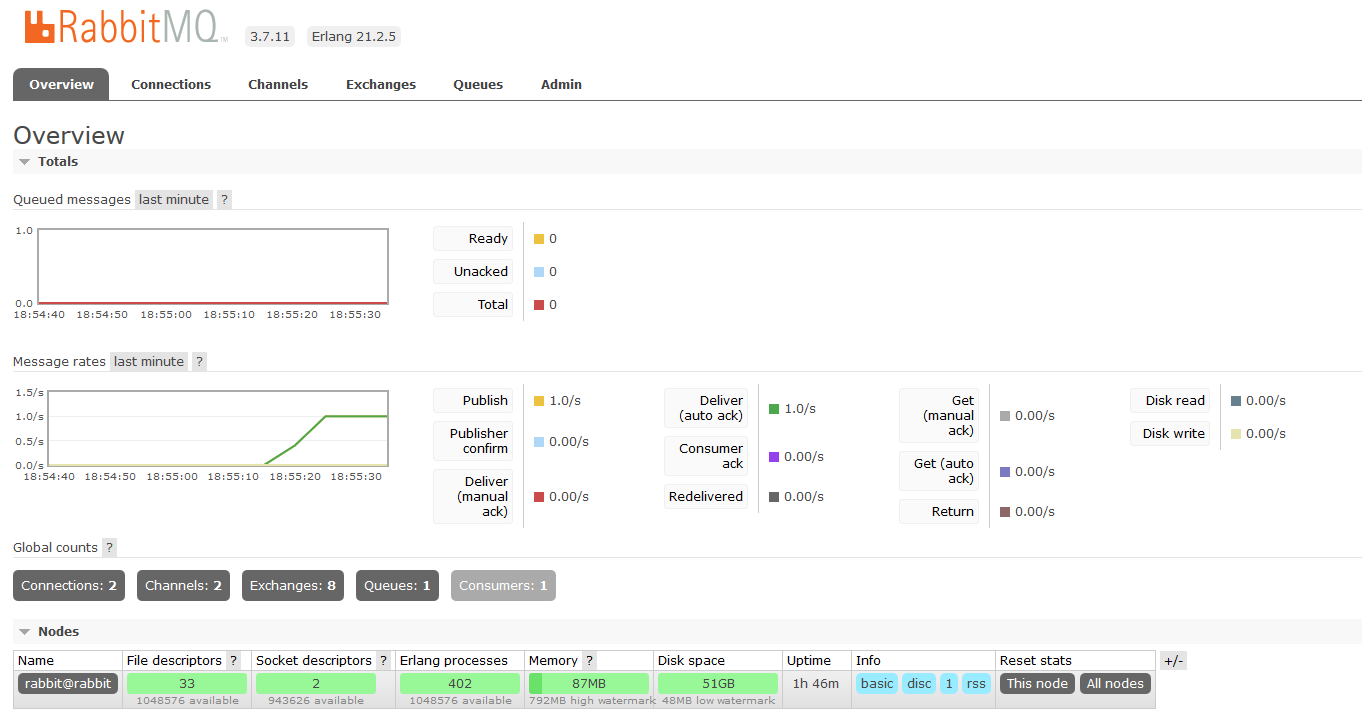 RabbitMQ TM 3.7.11 Erlang 21.2.5
Overview Connections Channels Exchanges Queues Admin
Overview
Totals
Queued messages last minute ?
1.0
0.0
18:54:40 18:54:50 18:55:00 18:55:10 18:55:20 18:55:30
Ready 0
Unacked 0
Total 0
Message rates last minute ?
1.5/s
1.0/s
0.5/s
0.0/s
18:54:40 18:54:50 18:55:00 18:55:10 18:55:20 18:55:30
Publish 1.0/s
Publisher
confirm 0.00/s
Deliver
(manual
ack) 0.00/s
Deliver
(auto ack) 1.0/s
Consumer
ack 0.00/s
Redelivered 0.00/s
Get
(manual
ack) 0.00/s
Get (auto
ack) 0.00/s
Return 0.00/s
Disk read 0.00/s
Disk write 0.00/s
Global counts ?
Connections: 2 Channels: 2 Exchanges: 8 Queues: 1 Consumers: 1
Nodes
Name File descriptors ? Socket descriptors ? Erlang processes Memory ? Disk space Uptime Info Reset stats +/-
rabbit@rabbit 33 2 402 87MB 51GB 1h 46m basic disc 1 rss This node All nodes
1048576 available 943626 available 1048576 available 792MB high watermark 48MB low watermark